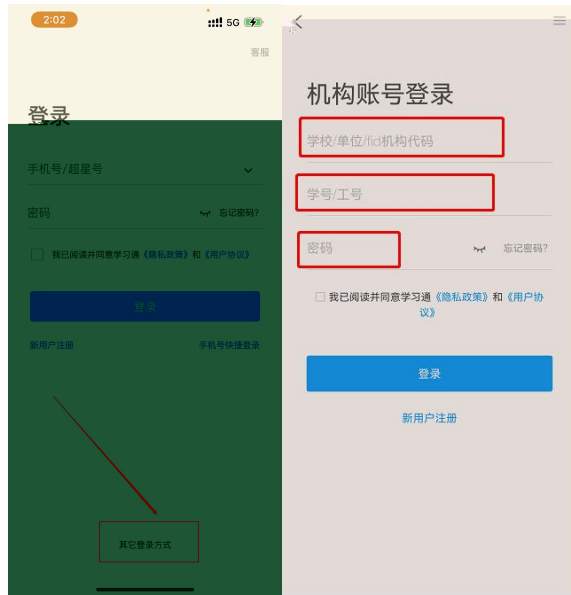 2:02
5G
客服
登录
手机号/超星号
密码
忘记密码?
我已阅读并同意学习通《隐私政策》和《用户协议》
登录
新用户注册
手机号快捷登录
其它登录方式
机构账号登录
学校/单位/fid机构代码
学号/工号
密码
忘记密码?
我已阅读并同意学习通《隐私政策》和《用户协
议》
登录
新用户注册